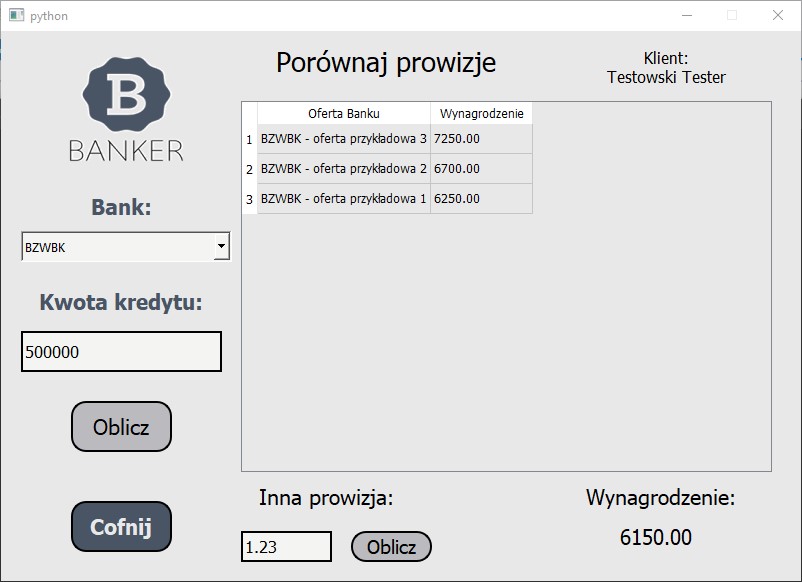 python
B
BANKER
Porównaj prowizje
Klient:
Testowski Tester
Bank:
BZWBK
Kwota kredytu:
500000
Oblicz
Cofnij
Oferta Banku Wynagrodzenie
1 BZWBK - oferta przykładowa 3 7250.00
2 BZWBK - oferta przykładowa 2 6700.00
3 BZWBK - oferta przykładowa 1 6250.00
Inna prowizja:
1.23
Oblicz
Wynagrodzenie:
6150.00